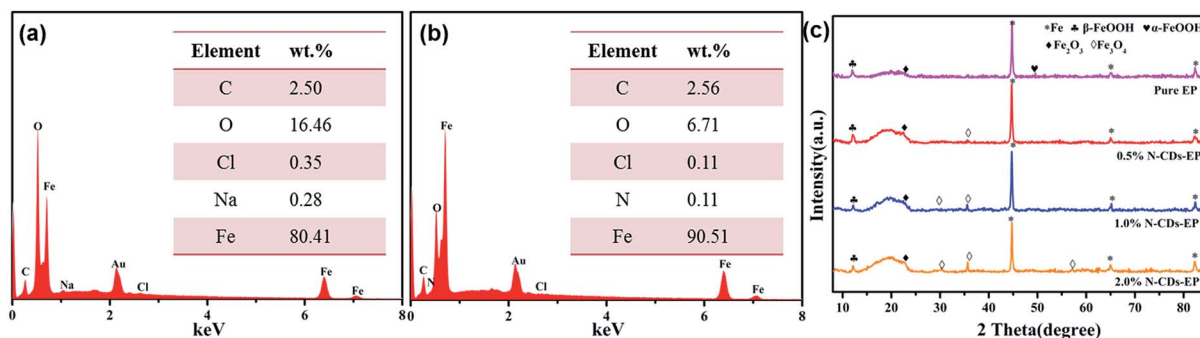 (a)
Element wt.%
C 2.50
O 16.46
Cl 0.35
Na 0.28
Fe 80.41
O
Fe
C
Na
Au
Cl
Fe
Fe
0 2 4 6 8
keV
(b)
Element wt.%
C 2.56
O 6.71
Cl 0.11
N 0.11
Fe 90.51
Fe
O
C
N
Au
Cl
Fe
Fe
0 2 4 6 8
keV
(c)
*Fe ♣ β-FeOOH ♥α-FeOOH
♦Fe₂O₃ ◊Fe₃O₄
Pure EP
0.5% N-CDs-EP
1.0% N-CDs-EP
2.0% N-CDs-EP
Intensity(a.u.)
10 20 30 40 50 60 70 80
2 Theta(degree)